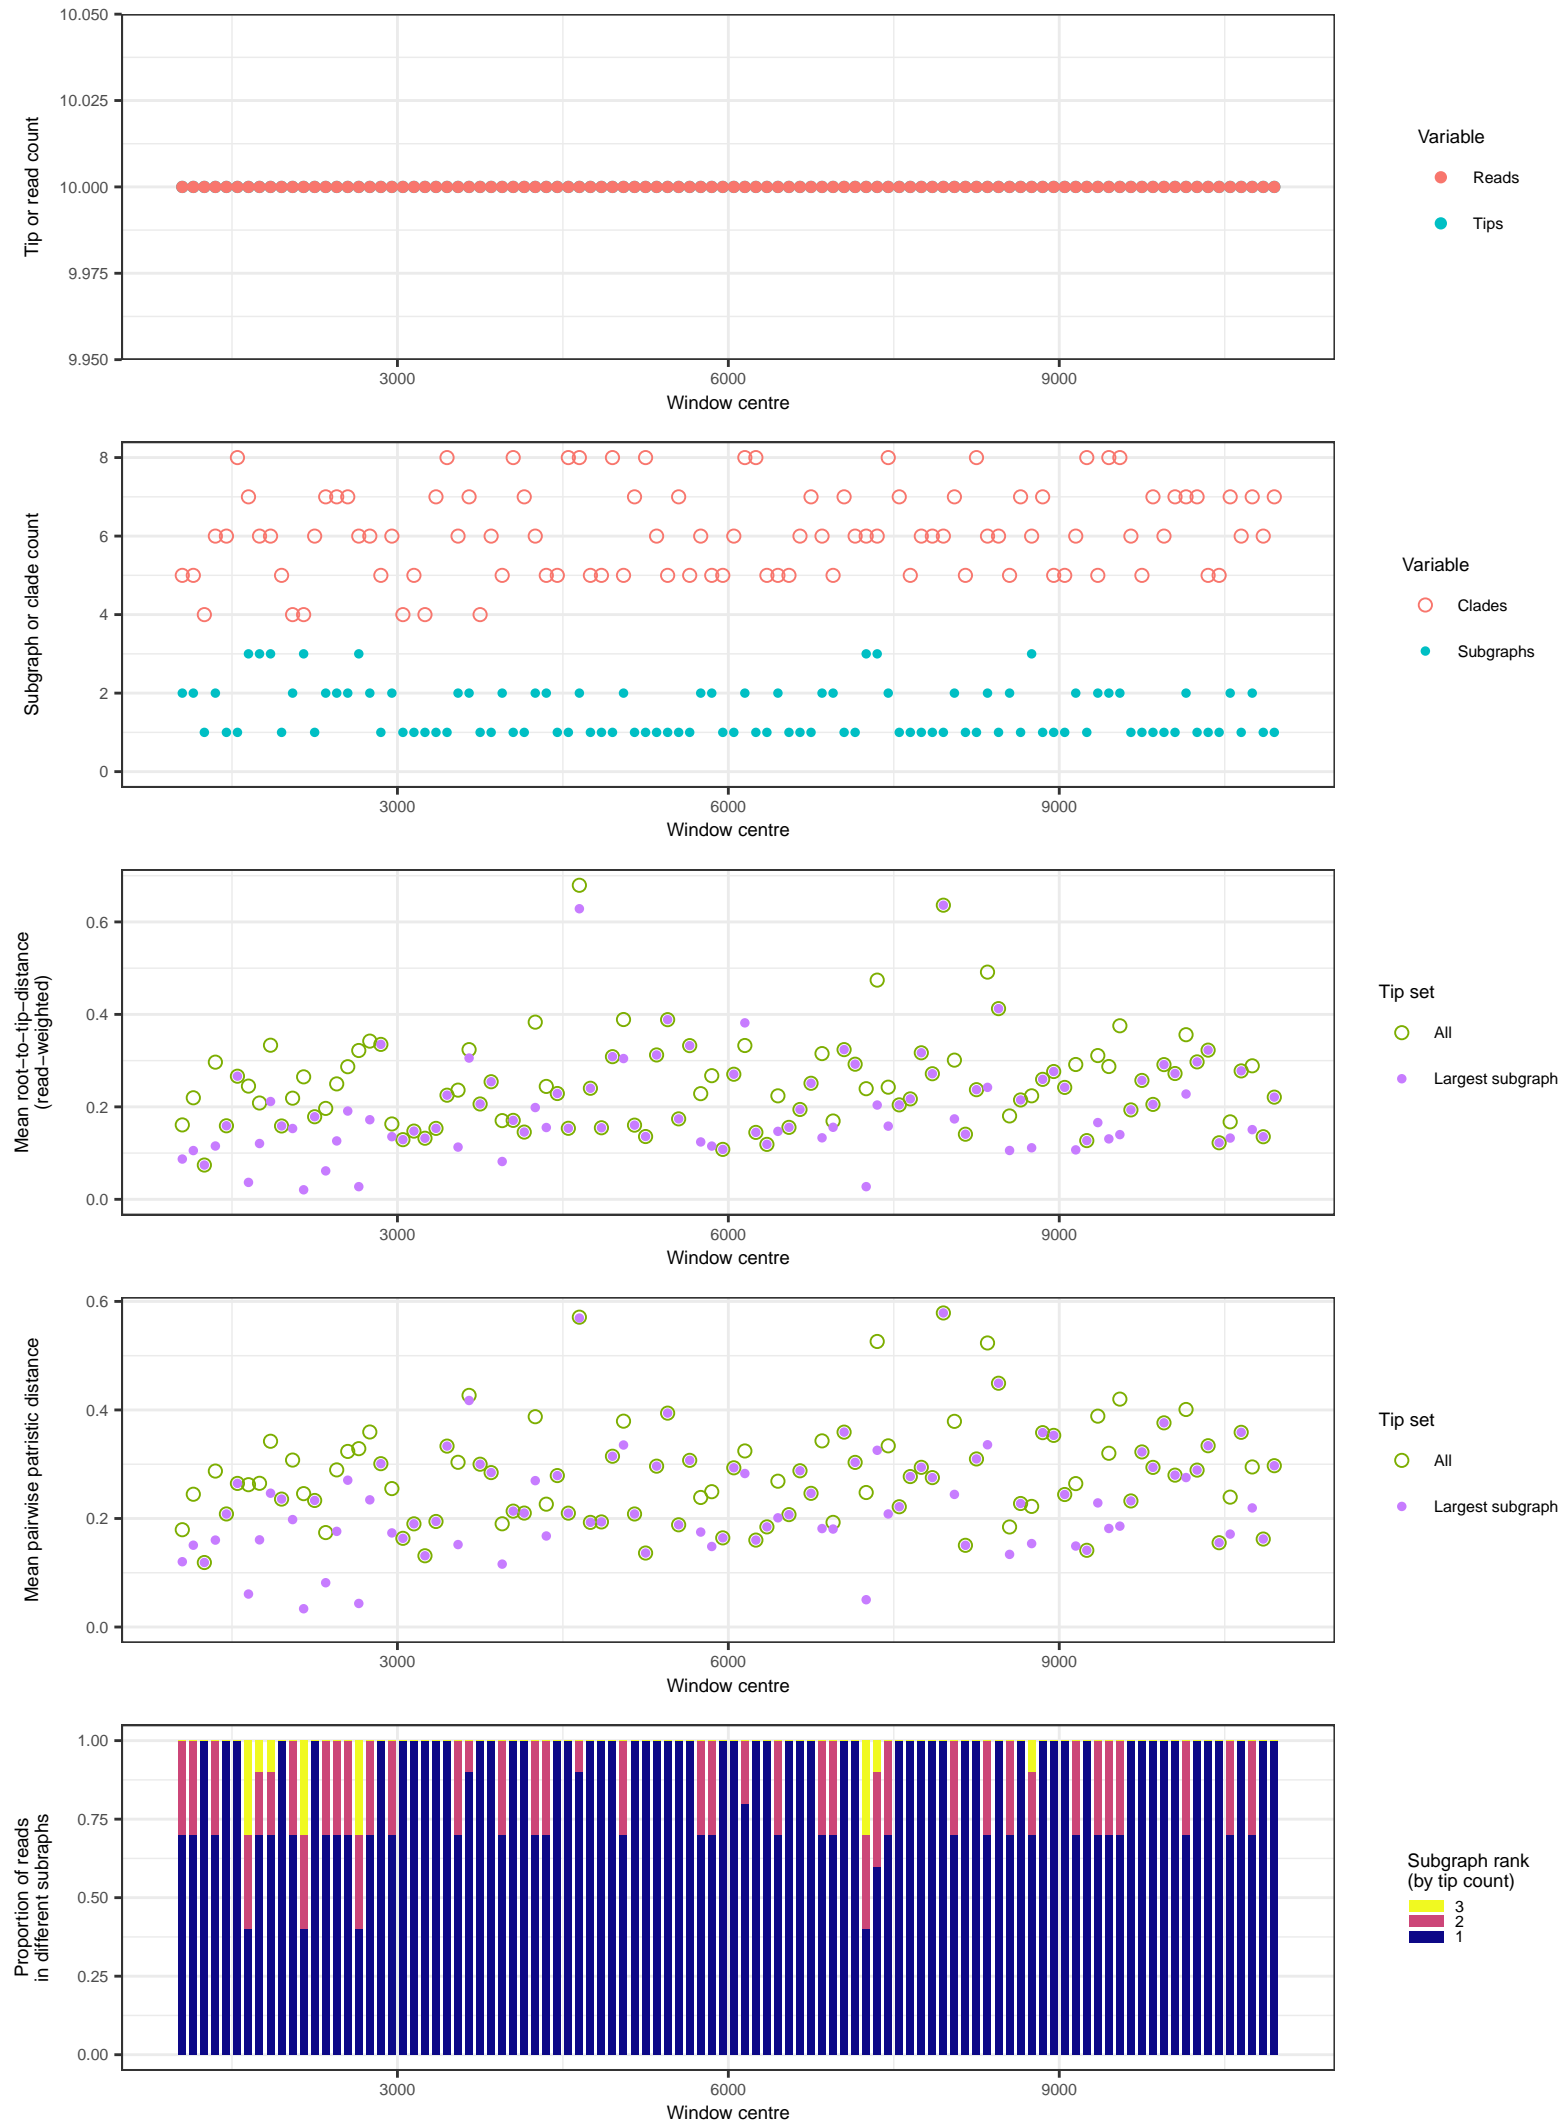 10.050
10.025
10.000
9.975
9.950
Tip or read count
3000
6000
9000
Window centre
Variable
Reads
Tips
8
6
4
2
0
Subgraph or clade count
3000
6000
9000
Window centre
Variable
Clades
Subgraphs
0.6
0.4
0.2
0.0
Mean root−to−tip−distance
(read−weighted)
3000
6000
9000
Window centre
Tip set
All
Largest subgraph
0.6
0.4
0.2
0.0
Mean pairwise patristic distance
3000
6000
9000
Window centre
Tip set
All
Largest subgraph
1.00
0.75
0.50
0.25
0.00
Proportion of reads
in different subraphs
3000
6000
9000
Window centre
Subgraph rank
(by tip count)
3
2
1